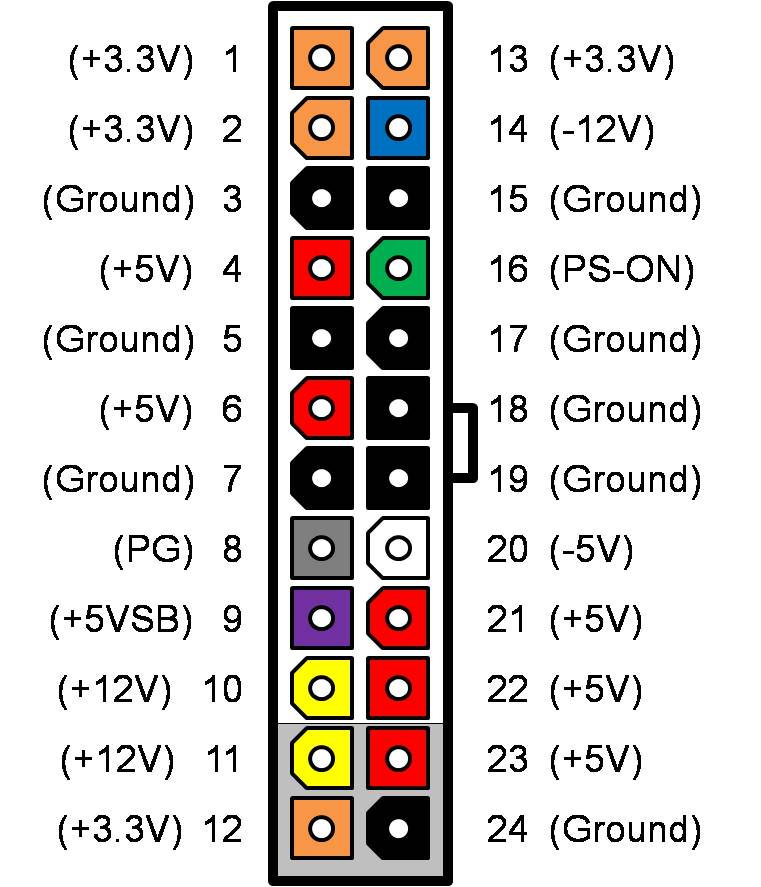 (+3.3V) 1 13 (+3.3V)
(+3.3V) 2 14 (-12V)
(Ground) 3 15 (Ground)
(+5V) 4 16 (PS-ON)
(Ground) 5 17 (Ground)
(+5V) 6 18 (Ground)
(Ground) 7 19 (Ground)
(PG) 8 20 (-5V)
(+5VSB) 9 21 (+5V)
(+12V) 10 22 (+5V)
(+12V) 11 23 (+5V)
(+3.3V) 12 24 (Ground)